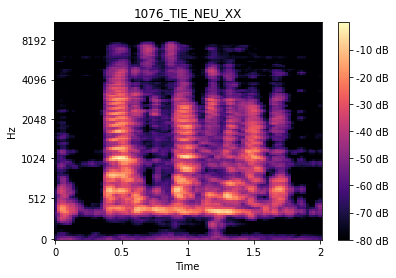 1076_TIE_NEU_XX
8192
4096
2048
1024
512
0
Hz
0
0.5
1
1.5
2
Time
-10 dB
-20 dB
-30 dB
-40 dB
-50 dB
-60 dB
-70 dB
-80 dB